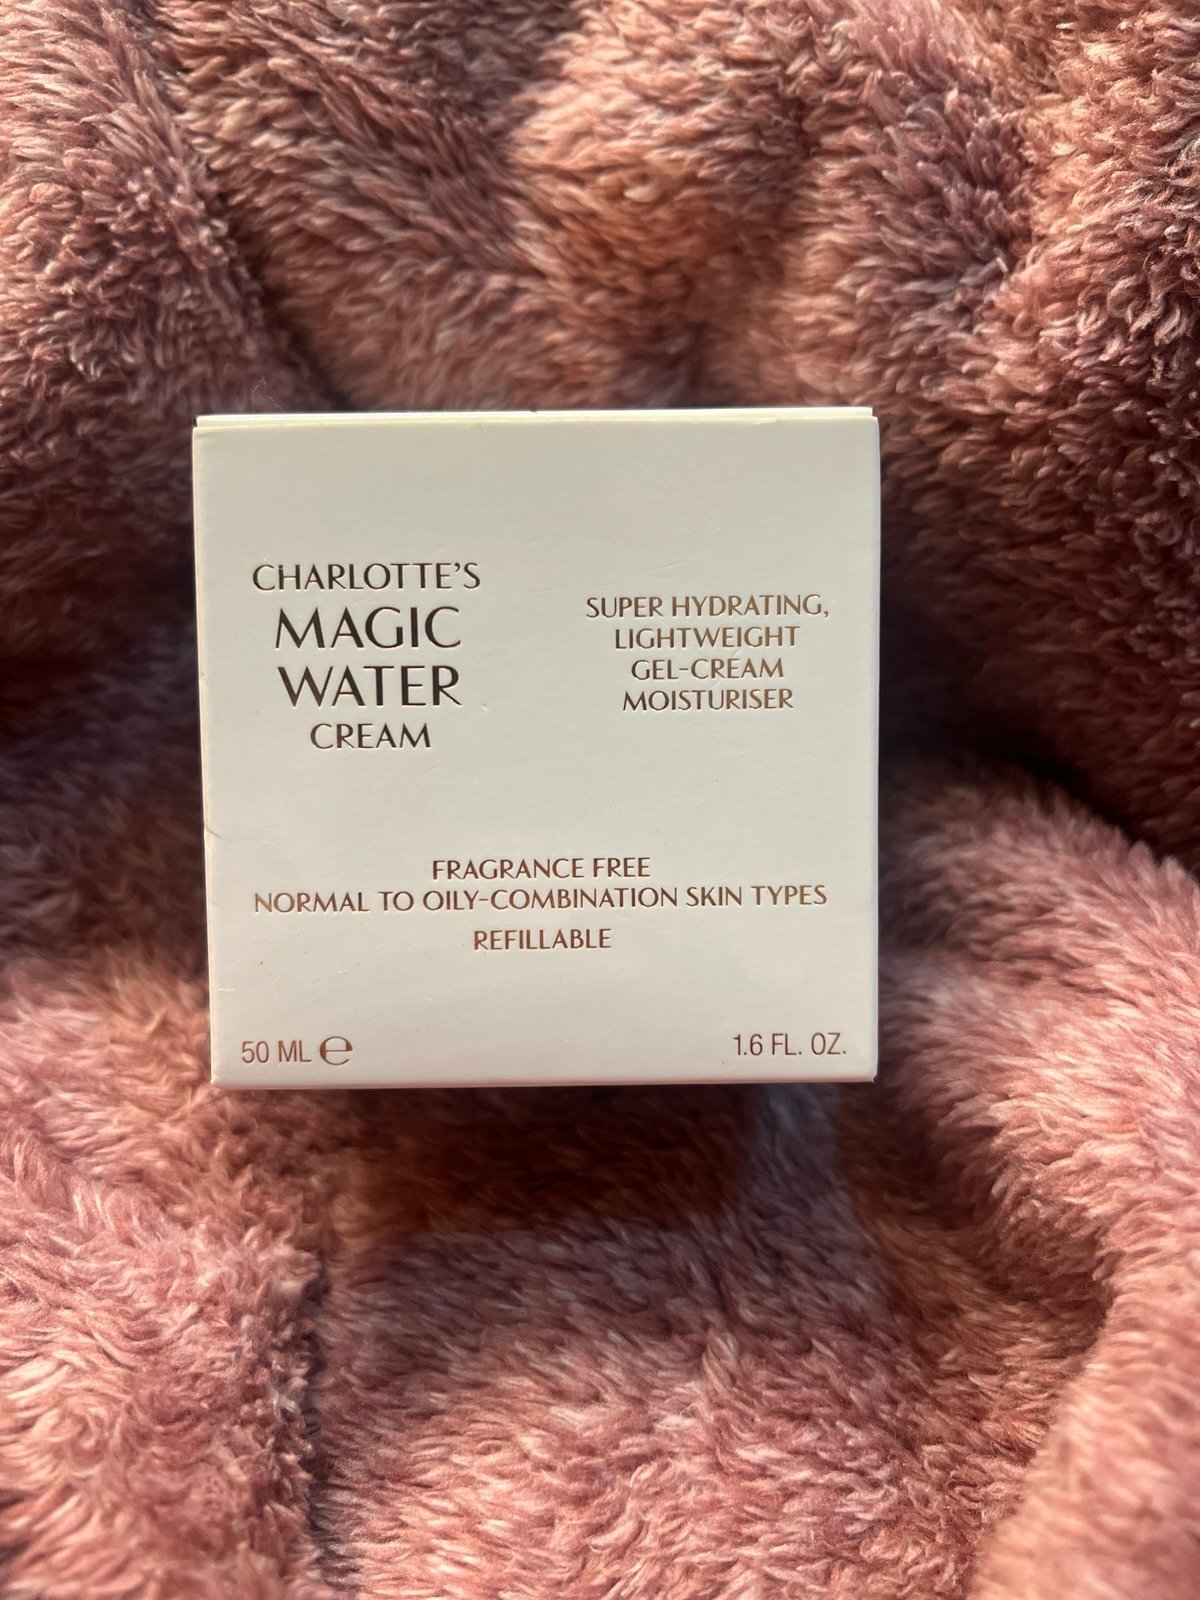 CHARLOTTE'S
MAGIC
WATER
CREAM
SUPER HYDRATING,
LIGHTWEIGHT
GEL-CREAM
MOISTURISER
FRAGRANCE FREE
NORMAL TO OILY-COMBINATION SKIN TYPES
REFILLABLE
50 ML ℮
1.6 FL. OZ.